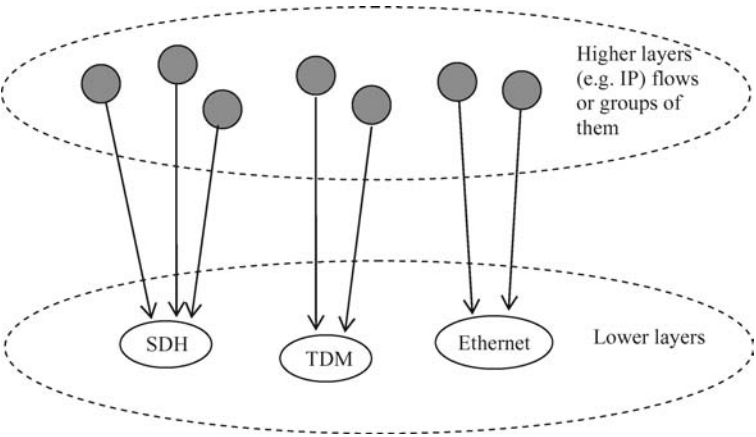 Higher layers
(e.g. IP) flows
or groups of
them
SDH
TDM
Ethernet
Lower layers